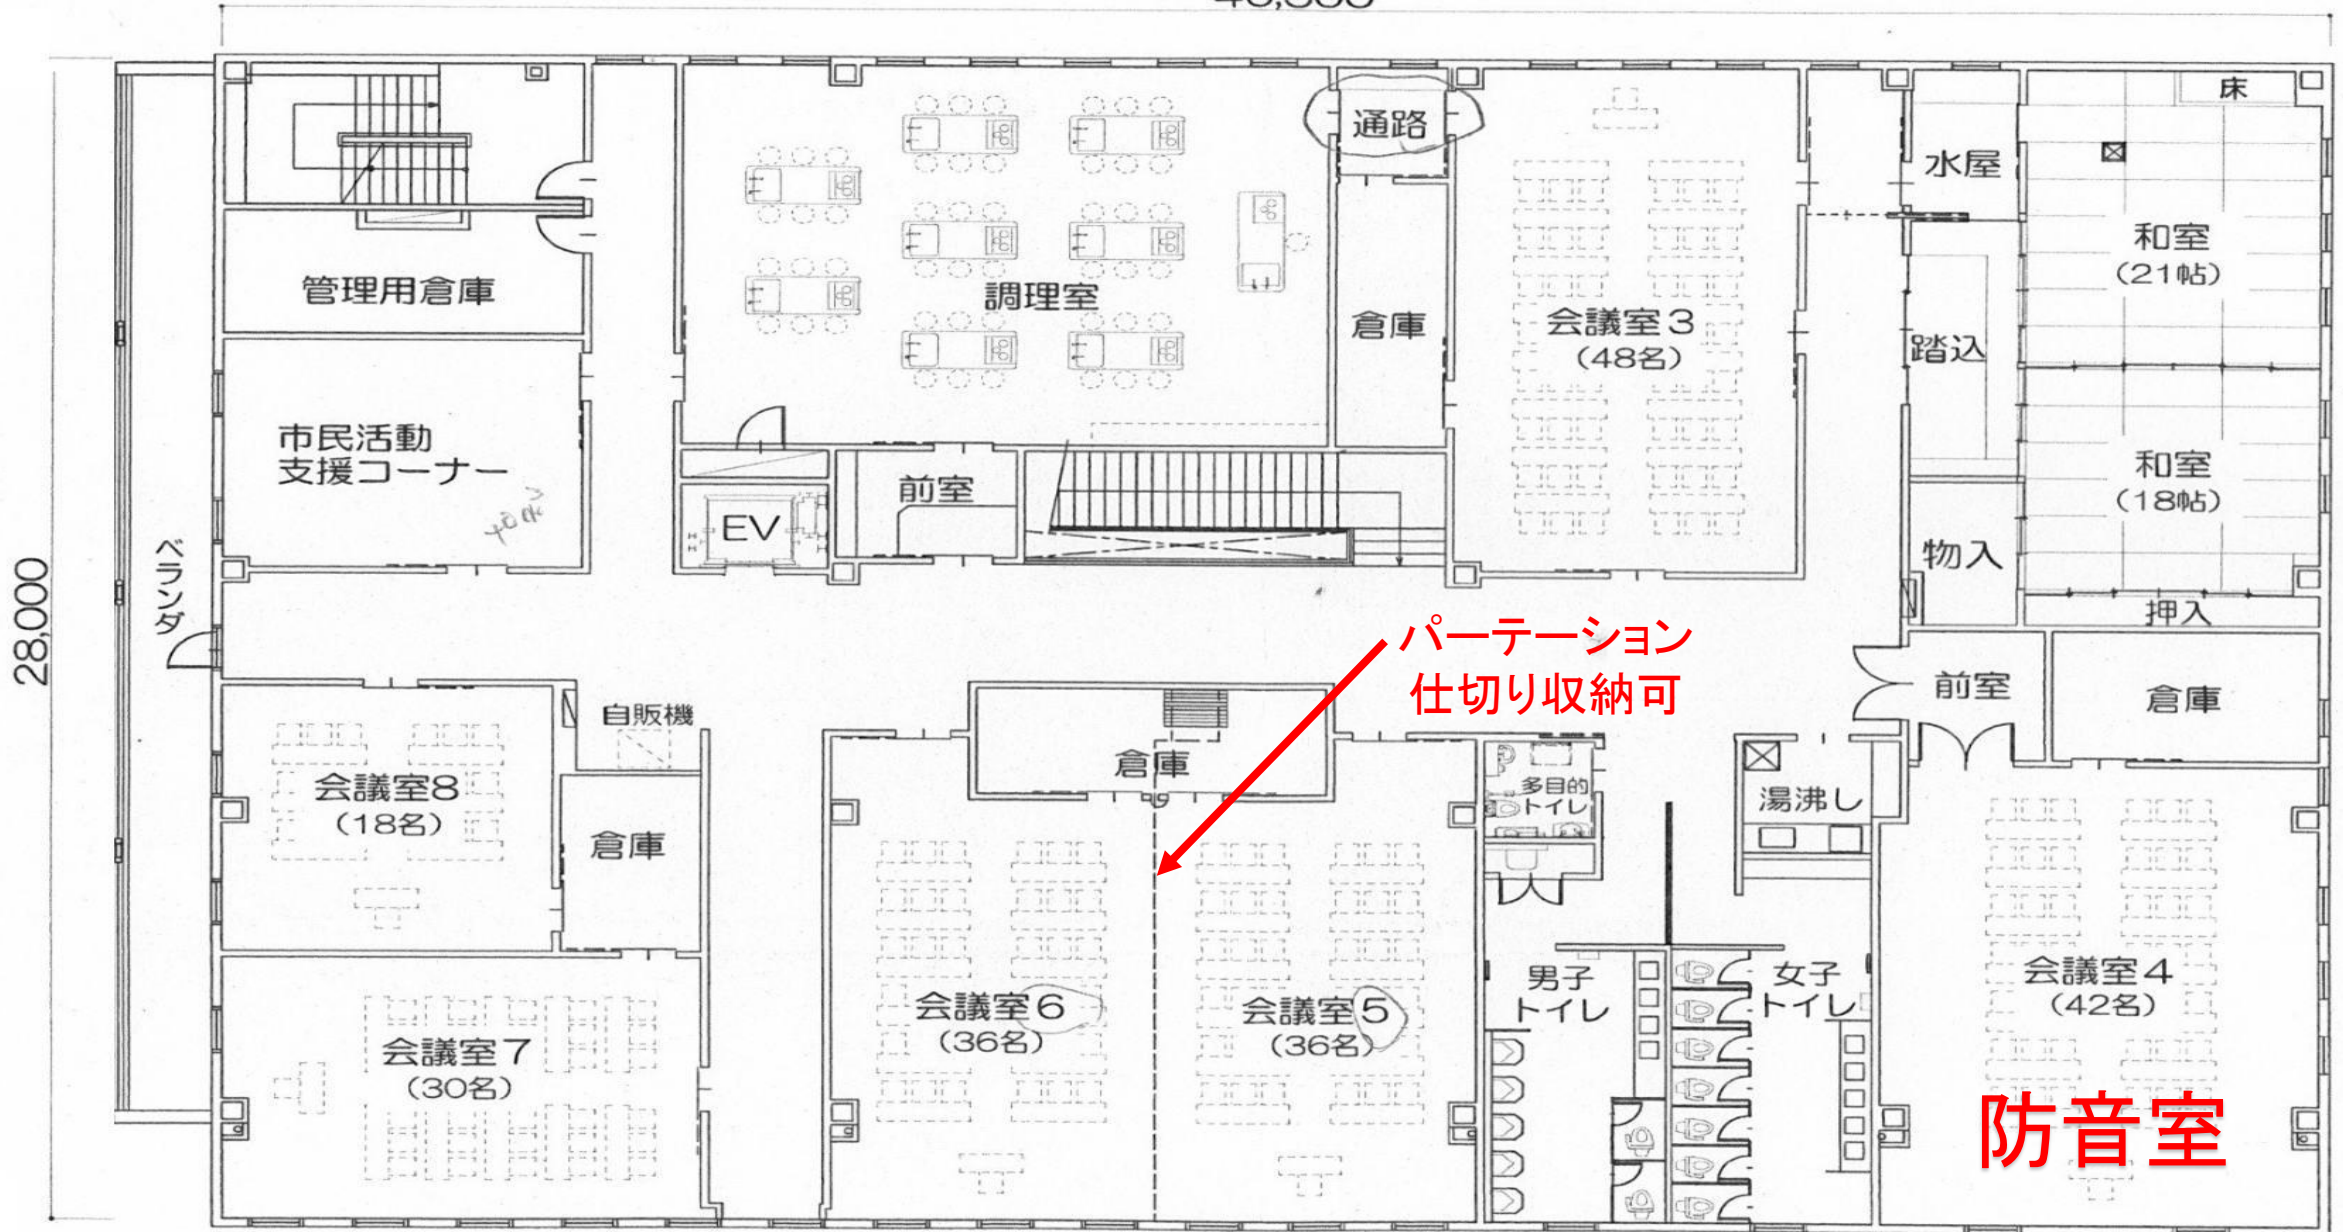 通路
床
水屋
和室
(21帖)
管理用倉庫
調理室
倉庫
会議室3
(48名)
踏込
市民活動
支援コーナー
前室
EV
和室
(18帖)
物入
ベランダ
押入
28,000
パーテーション
仕切り収納可
前室
倉庫
自販機
倉庫
会議室8
(18名)
倉庫
多目的
トイレ
湯沸し
会議室6
(36名)
会議室5
(36名)
男子
トイレ
女子
トイレ
会議室4
(42名)
会議室7
(30名)
防音室